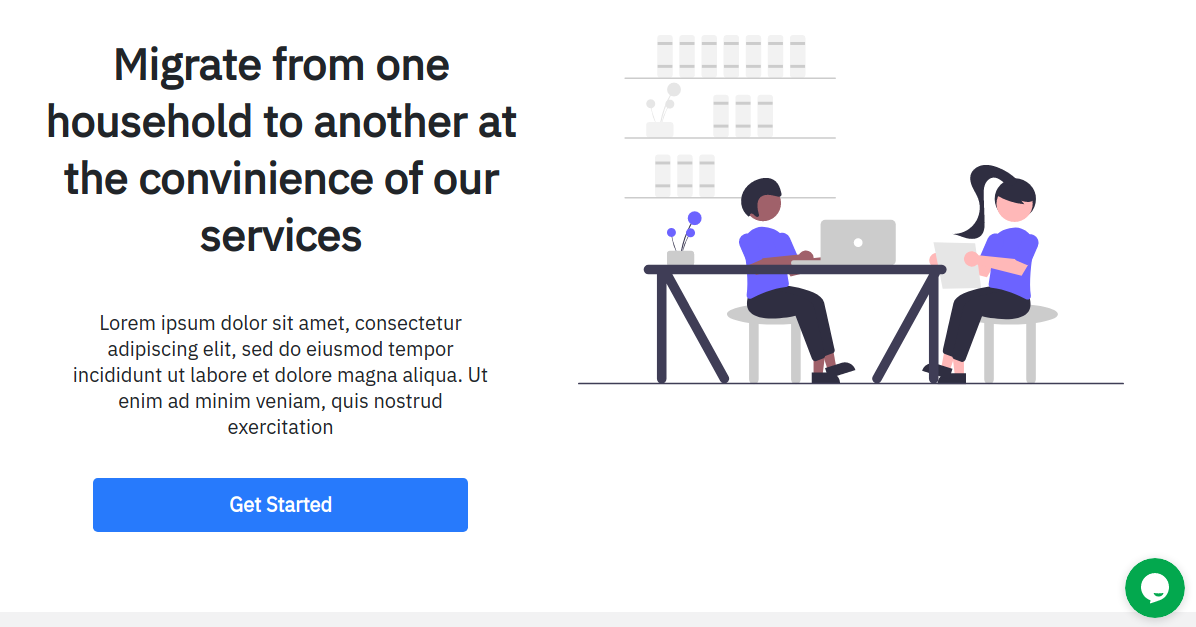 Migrate from one
household to another at
the convinience of our
services
Lorem ipsum dolor sit amet, consectetur
adipiscing elit, sed do eiusmod tempor
incididunt ut labore et dolore magna aliqua. Ut
enim ad minim veniam, quis nostrud
exercitation
Get Started